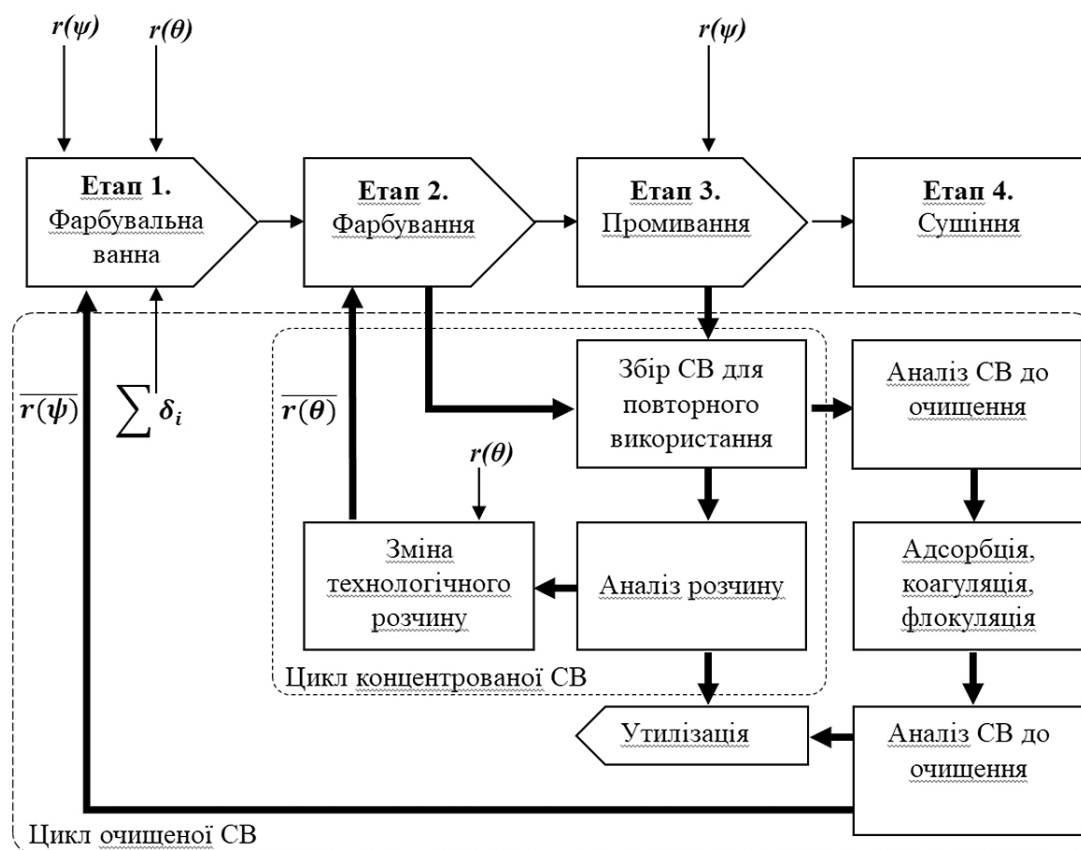 r(ψ)
r(θ)
r(ψ)
Етап 1.
Фарбувальна
ванна
Етап 2.
Фарбування
Етап 3.
Промивання
Етап 4.
Сушіння
r(ψ)
∑ δi
r(θ)
Збір СВ для
повторного
використання
Аналіз СВ до
очищення
r(θ)
Зміна
технологічного
розчину
Аналіз розчину
Адсорбція,
коагуляція,
флокуляція
Цикл концентрованої СВ
Утилізація
Аналіз СВ до
очищення
Цикл очищеної СВ